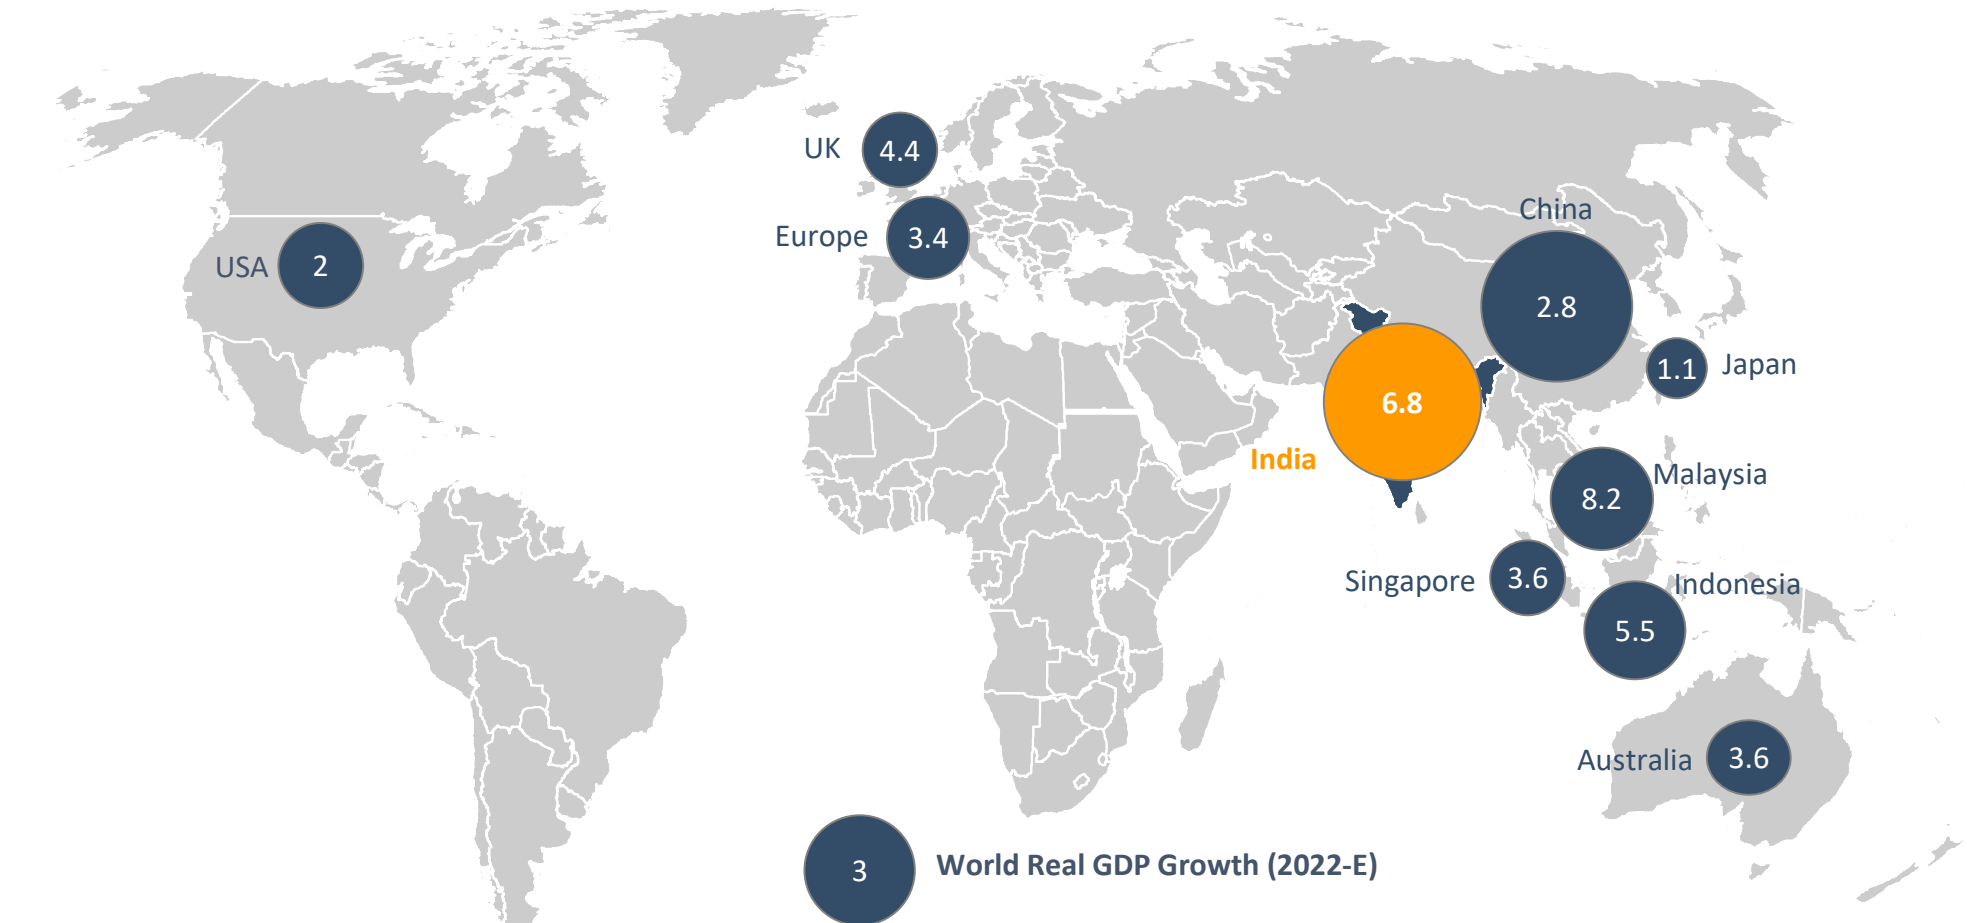 UK 4.4
Europe 3.4
China
USA 2
2.8
1.1 Japan
6.8
India
Malaysia
8.2
Singapore 3.6
Indonesia
5.5
Australia 3.6
3 World Real GDP Growth (2022-E)